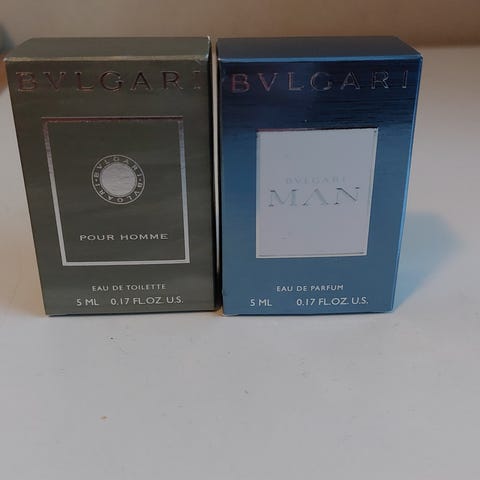 BVLGARI
BVLGARI • BVLGARI •
POUR HOMME
EAU DE TOILETTE
5 ML 0.17 FL.OZ. U.S.
BVLGARI
BVLGARI
MAN
EAU DE PARFUM
5 ML 0.17 FL.OZ. U.S.